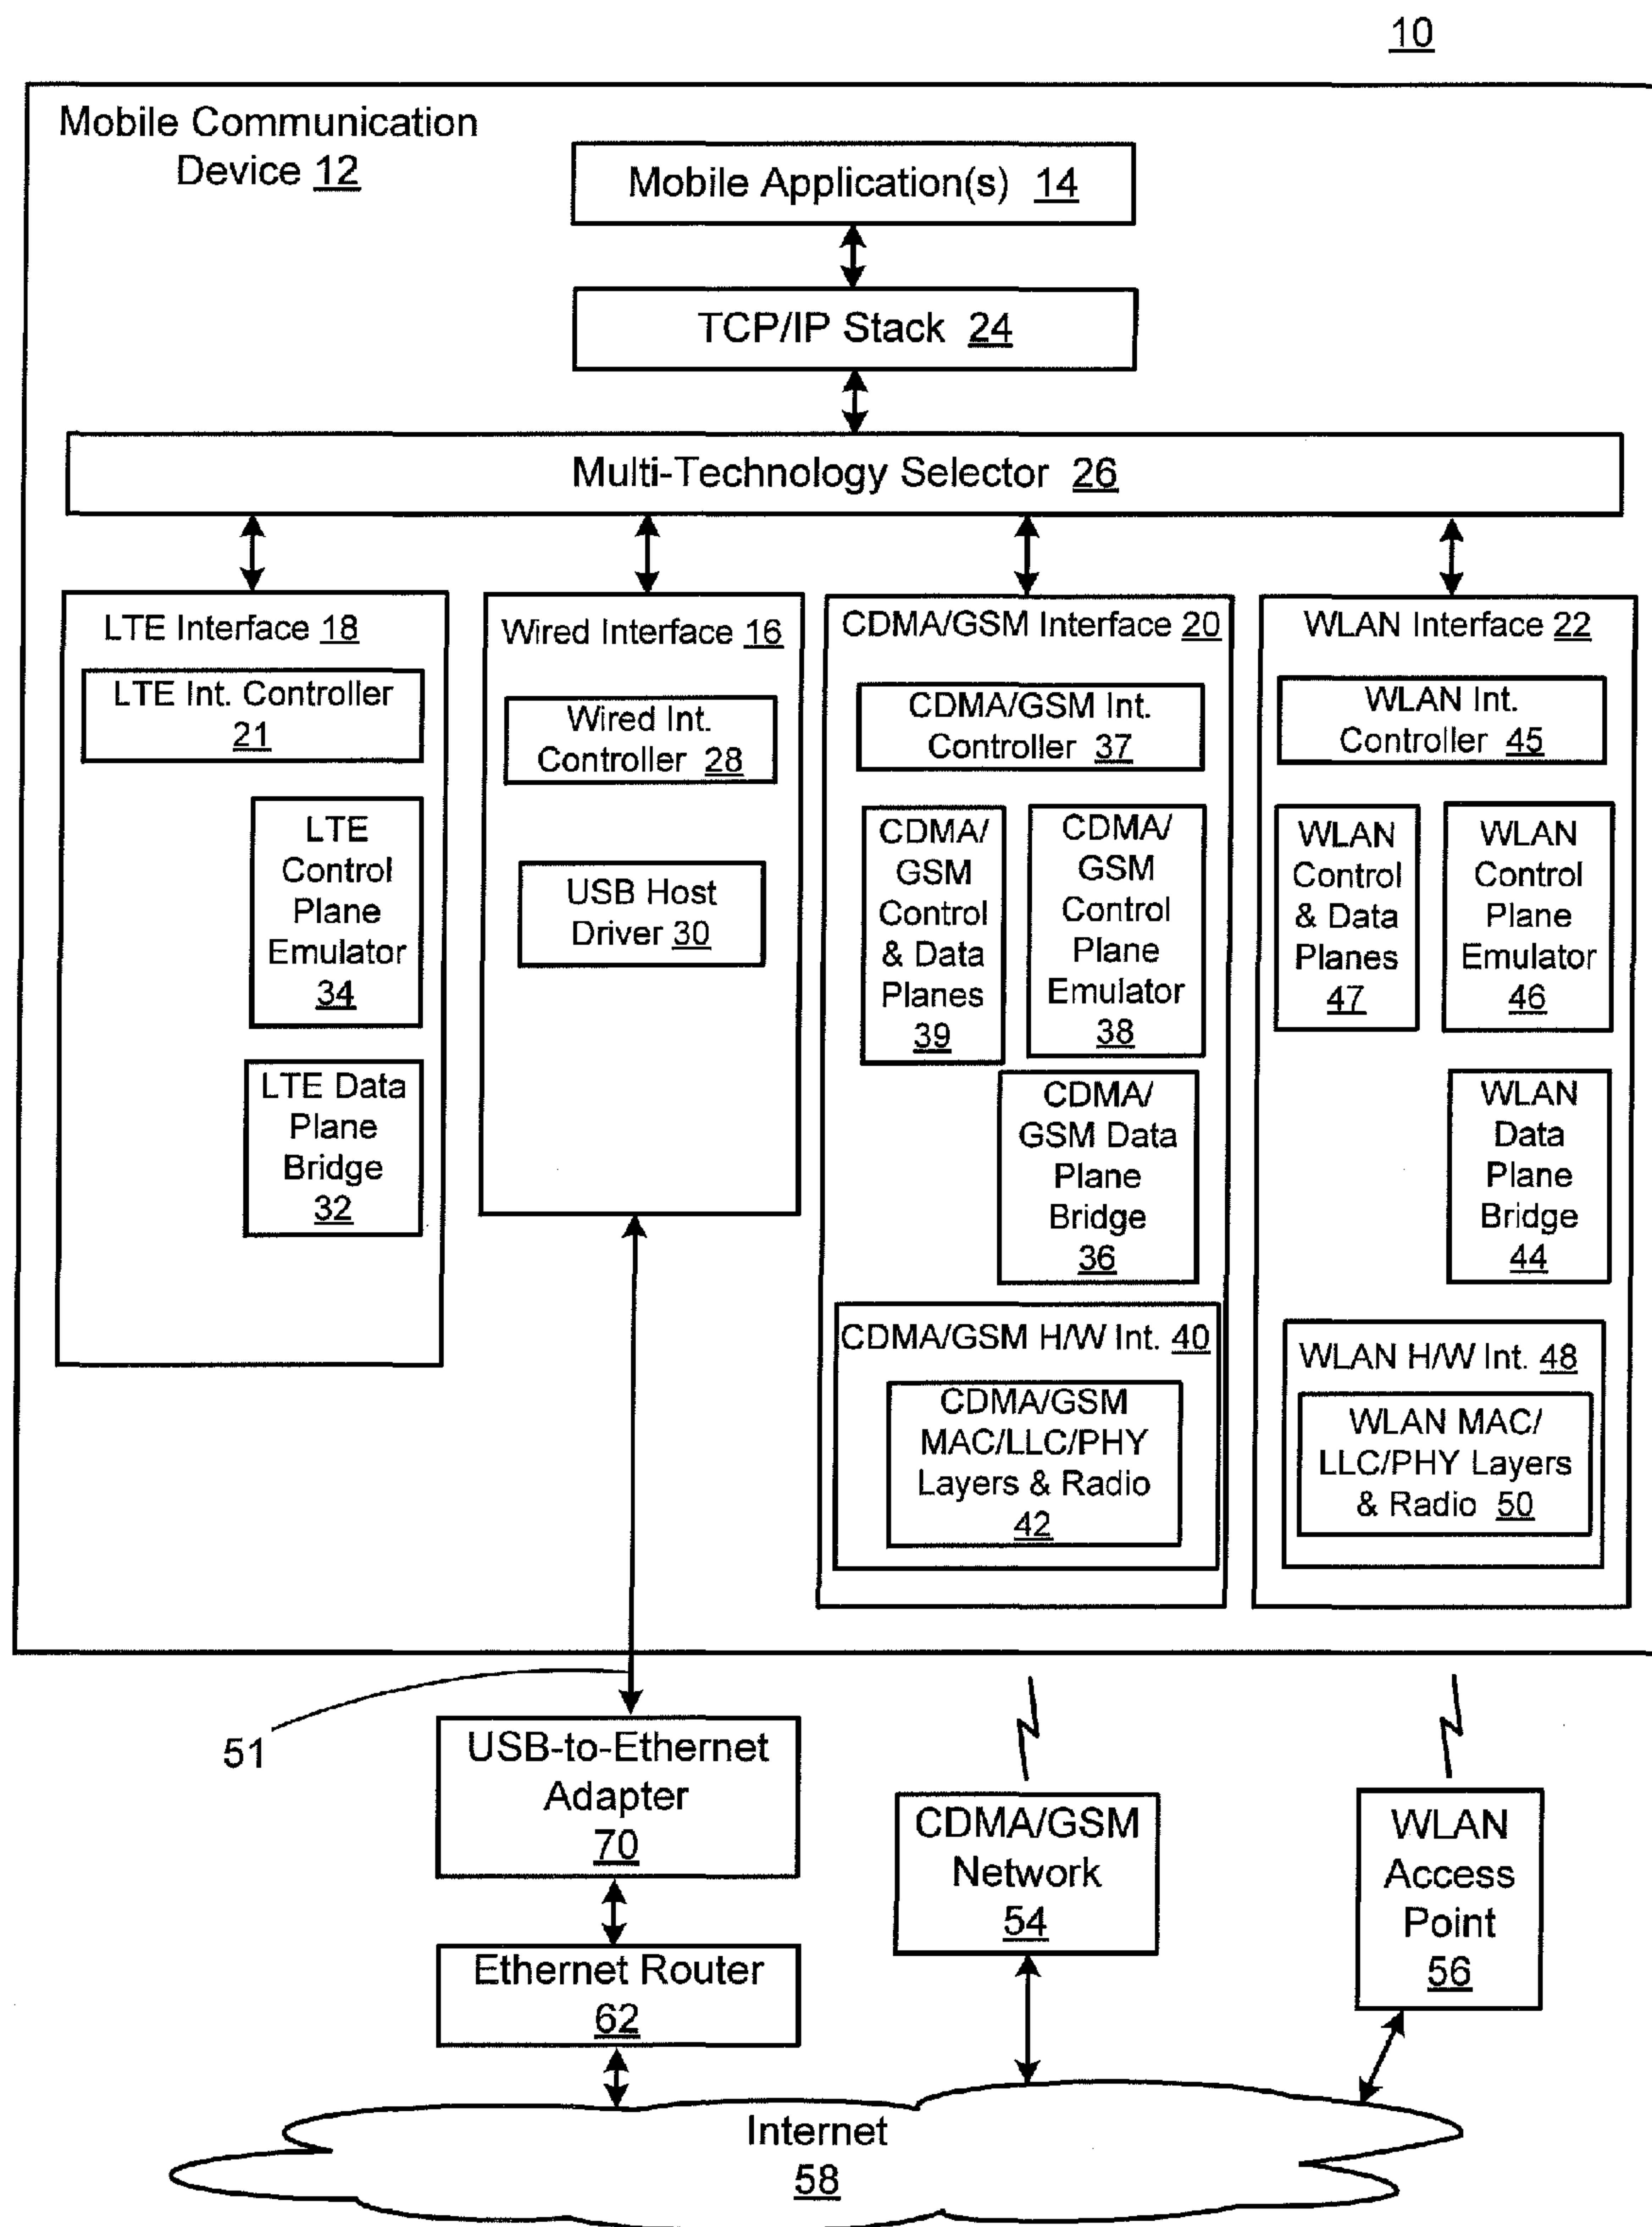 10
Mobile Communication
Device 12
Mobile Application(s) 14
TCP/IP Stack 24
Multi-Technology Selector 26
LTE Interface 18
LTE Int. Controller
21
LTE
Control
Plane
Emulator
34
LTE Data
Plane
Bridge
32
Wired Interface 16
Wired Int.
Controller 28
USB Host
Driver 30
CDMA/GSM Interface 20
CDMA/GSM Int.
Controller 37
CDMA/
GSM
Control
& Data
Planes
39
CDMA/
GSM
Control
Plane
Emulator
38
CDMA/
GSM Data
Plane
Bridge
36
CDMA/GSM H/W Int. 40
CDMA/GSM
MAC/LLC/PHY
Layers & Radio
42
WLAN Interface 22
WLAN Int.
Controller 45
WLAN
Control
& Data
Planes
47
WLAN
Control
Plane
Emulator
46
WLAN
Data
Plane
Bridge
44
WLAN H/W Int. 48
WLAN MAC/
LLC/PHY Layers
& Radio 50
51
USB-to-Ethernet
Adapter
70
Ethernet Router
62
CDMA/GSM
Network
54
WLAN
Access
Point
56
Internet
58